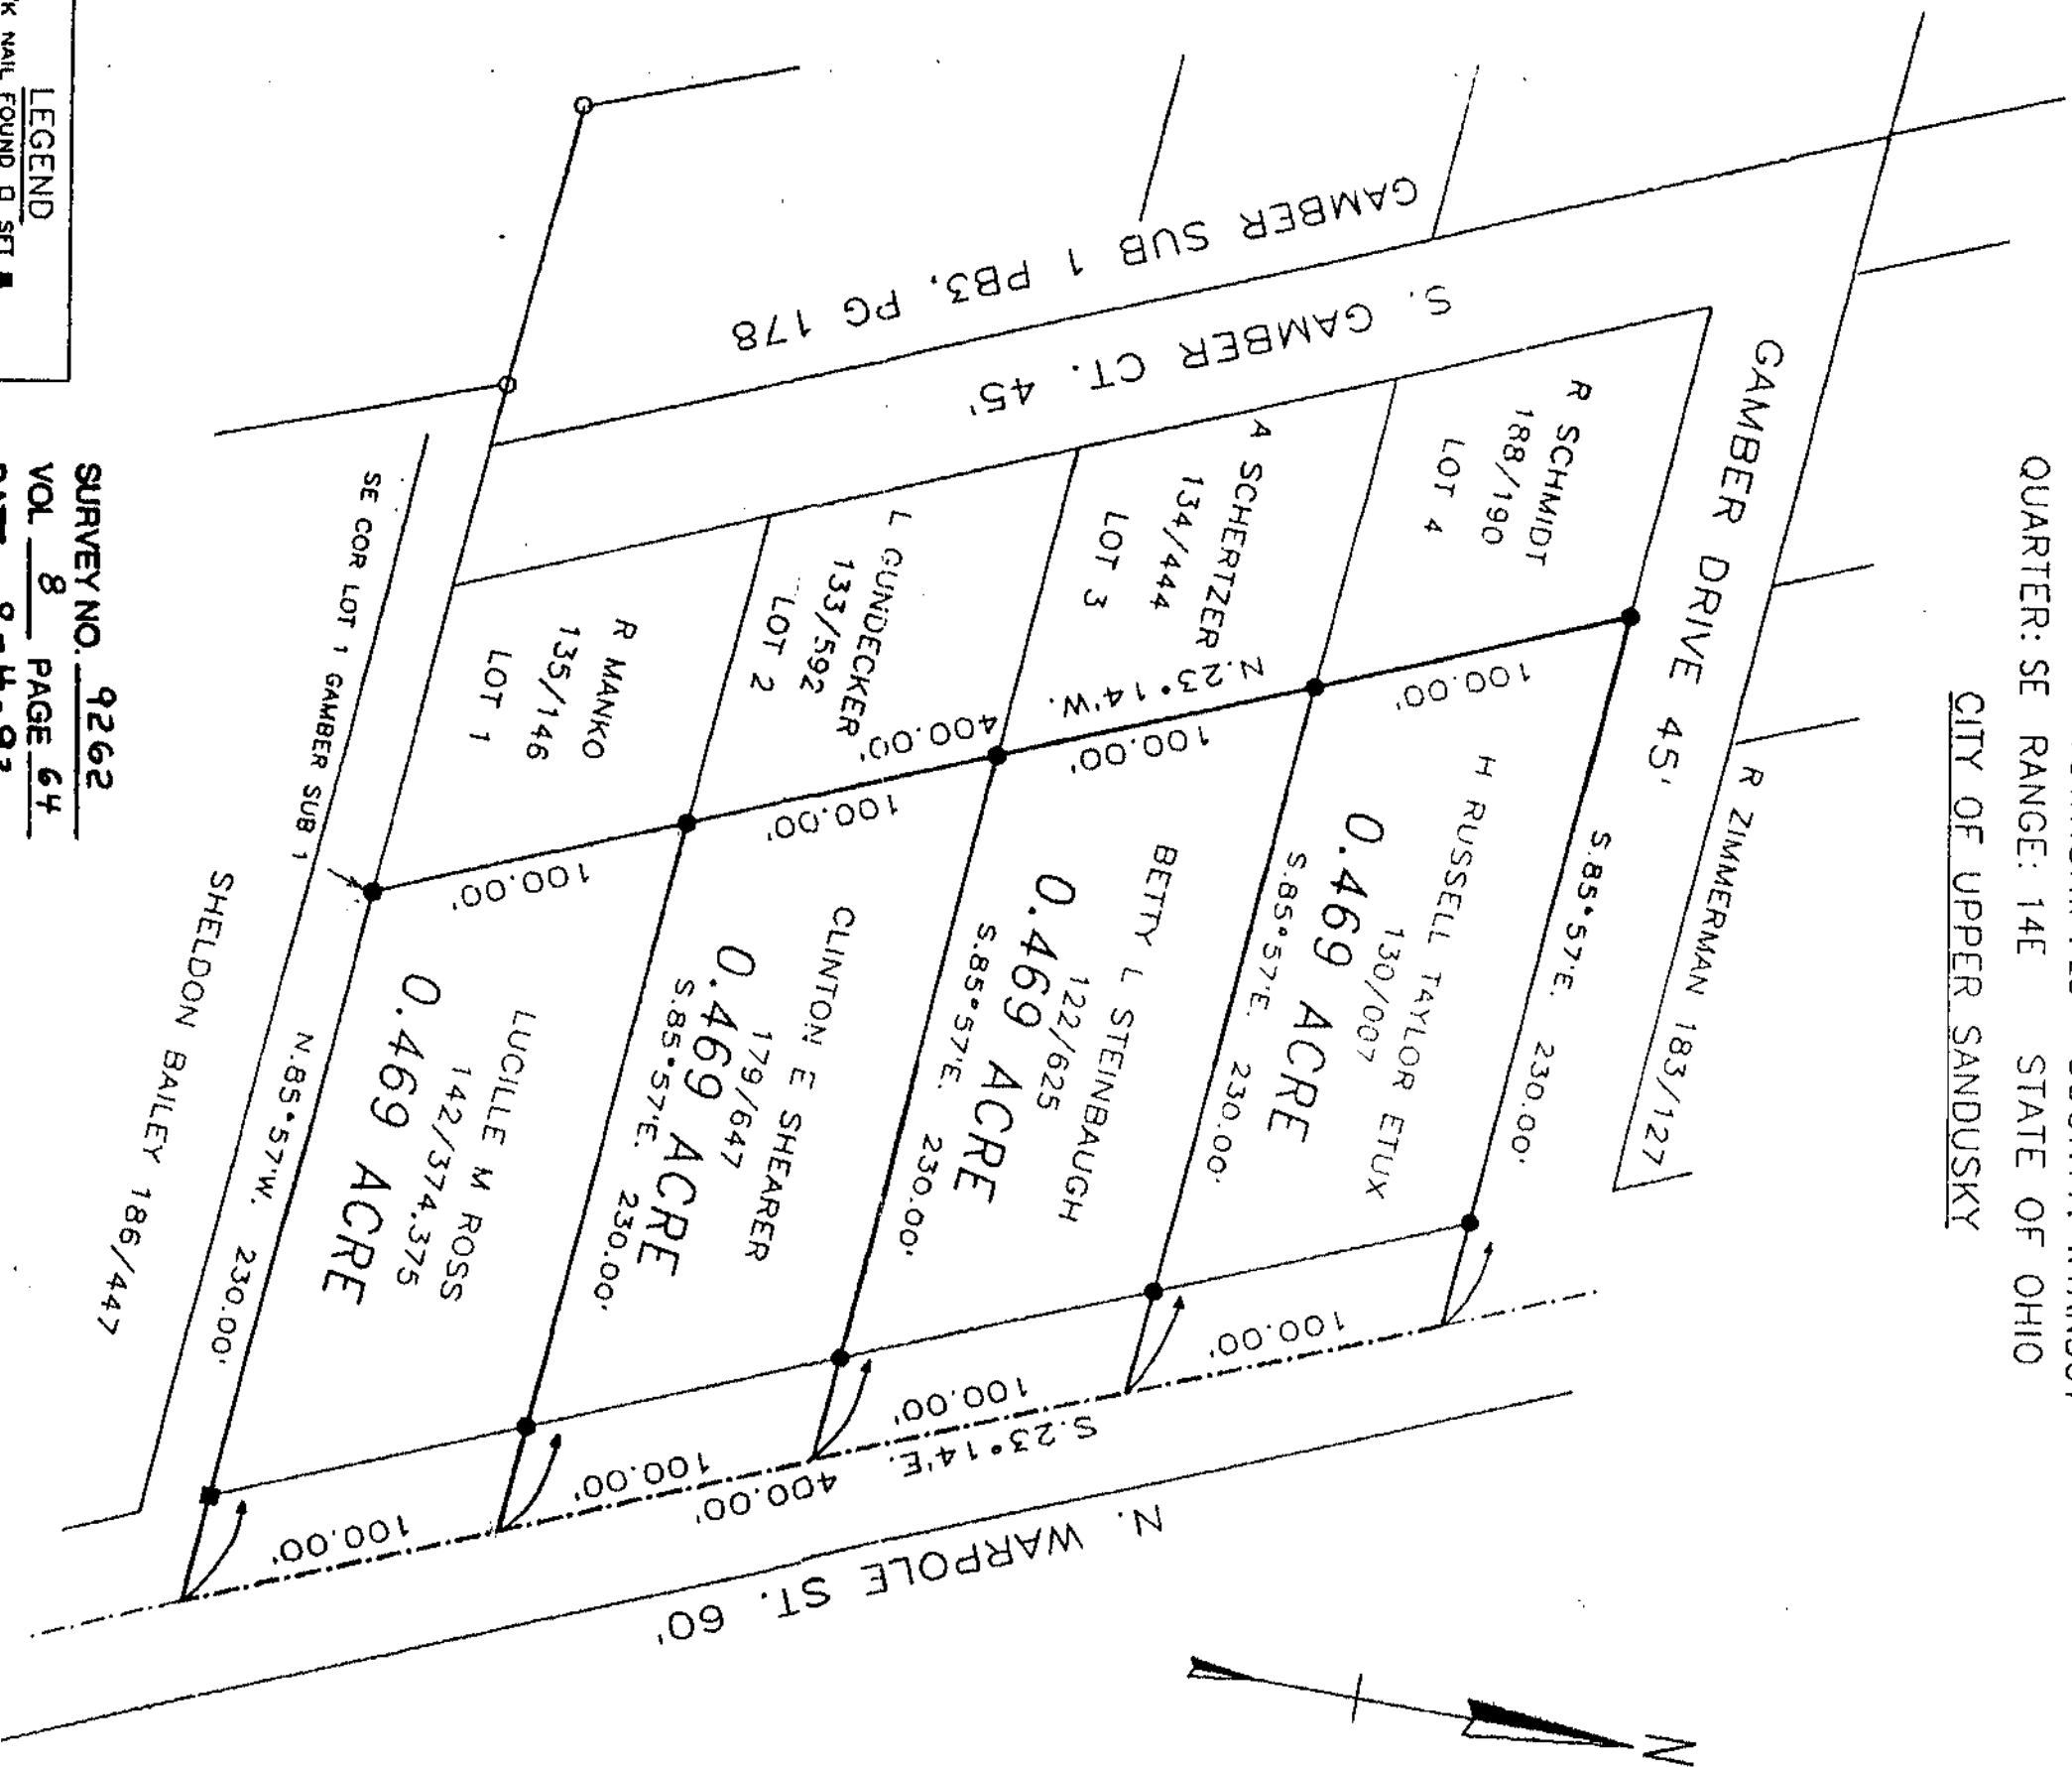 QUARTER: SE RANGE: 14E STATE OF OHIO
CITY OF UPPER SANDUSKY
R ZIMMERMAN 183/127
GAMBER DRIVE 45'
GAMBER SUB 1 PB3, PG 178
S. GAMBER CT. 45'
R SCHMIDT
188/190
LOT 4
A SCHERTZER
134/444
LOT 3
L GUNDECKER
133/592
LOT 2
R MANKO
135/146
LOT 1
N.23°14'W.
400.00'
100.00'
100.00'
100.00'
100.00'
S.85°57'E. 230.00'
H RUSSELL TAYLOR ETUX
130/007
0.469 ACRE
S.85°57'E. 230.00'
BETTY L STEINBAUGH
122/625
0.469 ACRE
S.85°57'E. 230.00'
CLINTON E SHEARER
179/647
0.469 ACRE
S.85°57'E. 230.00'
LUCILLE M ROSS
142/374,375
0.469 ACRE
N.85°57'W. 230.00'
SE COR LOT 1 GAMBER SUB 1
SHELDON BAILEY 186/447
100.00'
100.00'
100.00'
100.00'
S.23°14'E.
400.00'
N. WARPOLE ST. 60'
N
SURVEY NO. 9262
VOL 8 PAGE 64
LEGEND
NAIL FOUND □ SET ■